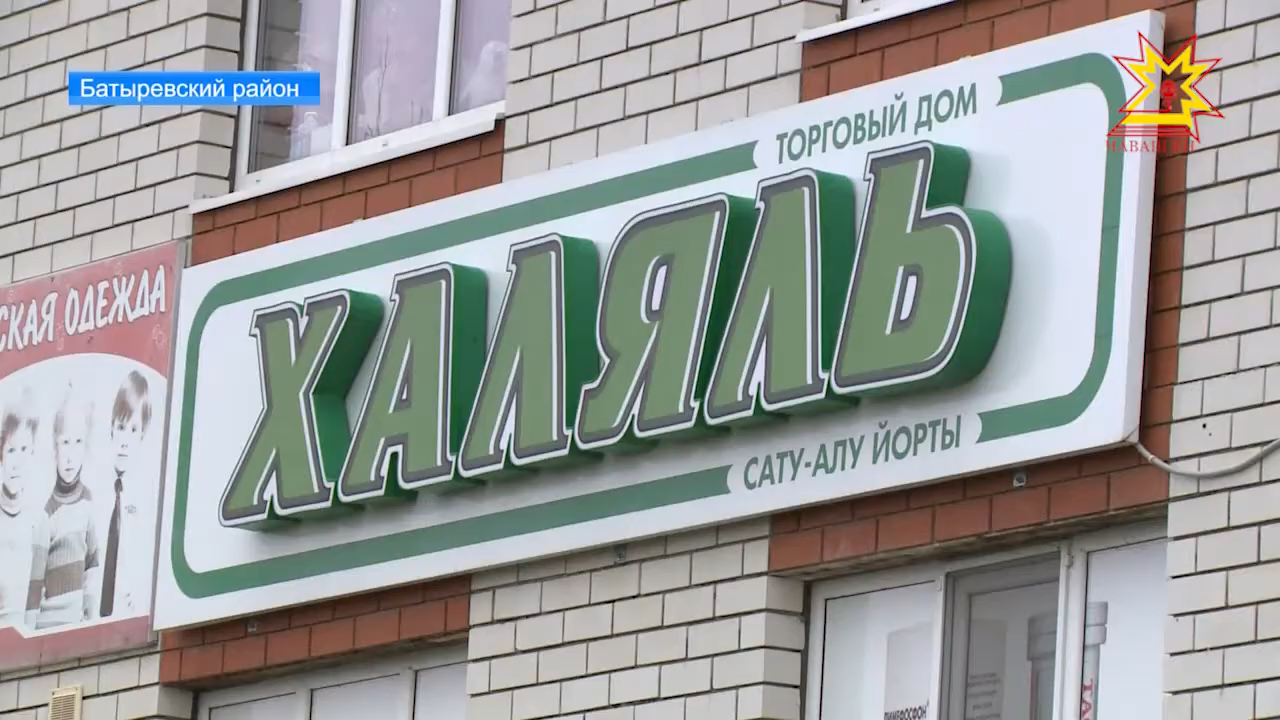 Батыревский район
ТОРГОВЫЙ ДОМ
ХАЛЯЛЬ
САТУ-АЛУ ЙОРТЫ
СКАЯ ОДЕЖДА